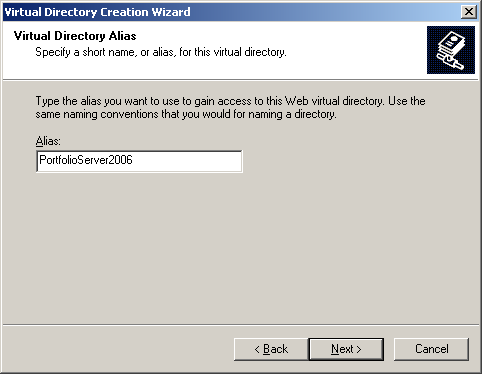 Virtual Directory Creation Wizard
Virtual Directory Alias
Specify a short name, or alias, for this virtual directory.
Type the alias you want to use to gain access to this Web virtual directory. Use the
same naming conventions that you would for naming a directory.
Alias:
PortfolioServer2006
< Back
Next >
Cancel